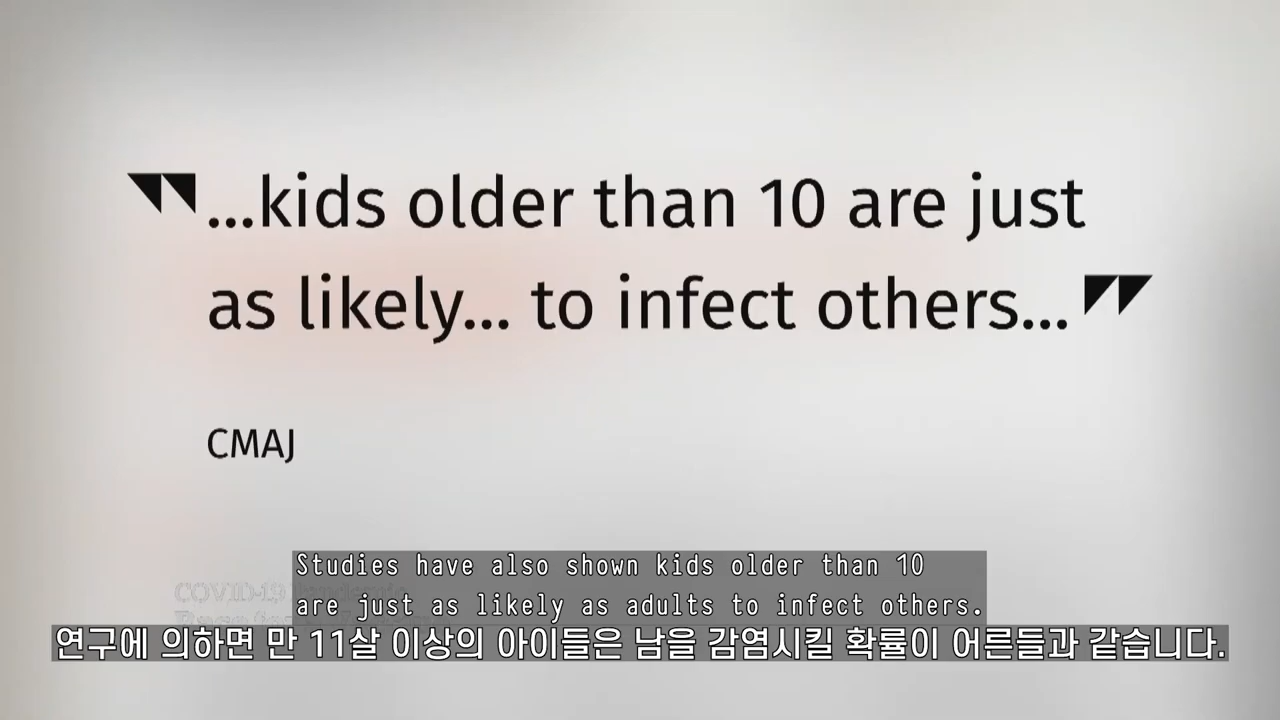 ...kids older than 10 are just
as likely... to infect others...
CMAJ
Studies have also shown kids older than 10
are just as likely as adults to infect others.
COVID-19 Pandemic
연구에 의하면 만 11살 이상의 아이들은 남을 감염시킬 확률이 어른들과 같습니다.